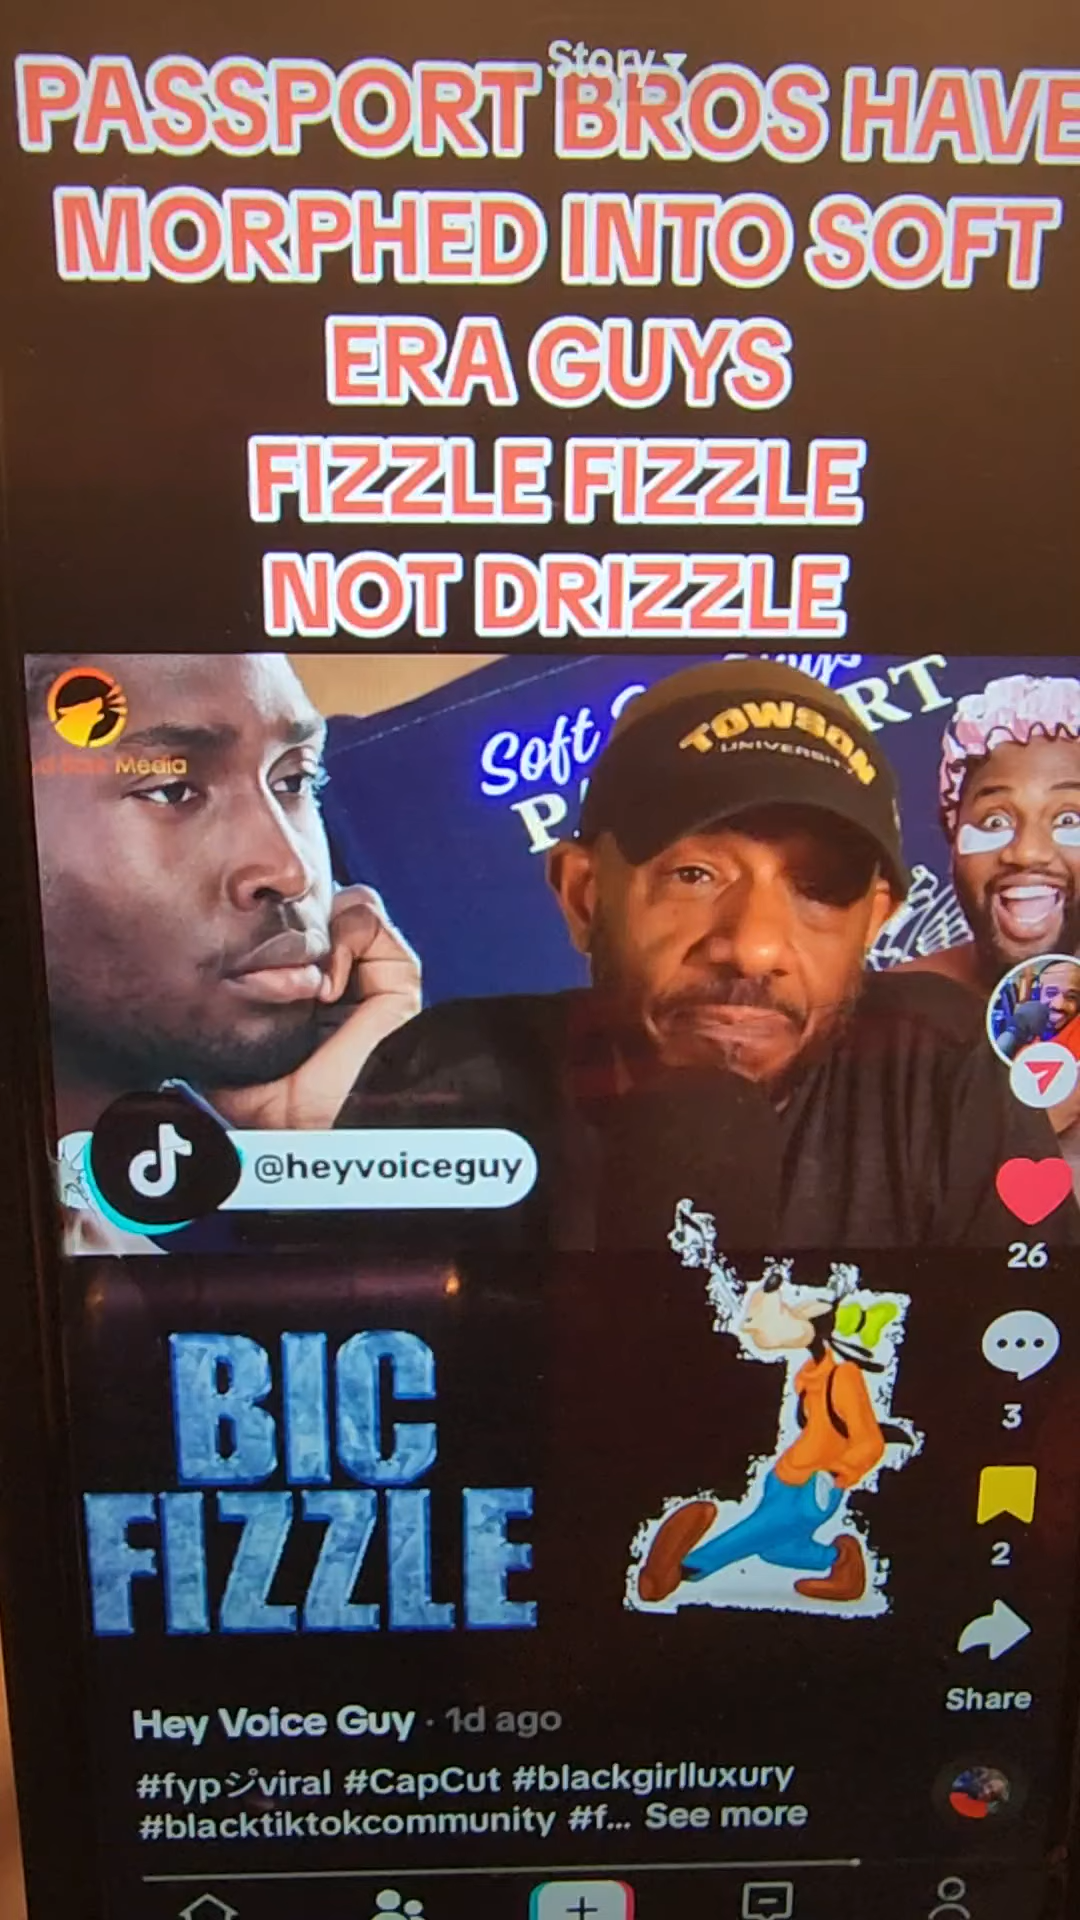 Story
PASSPORT BROS HAVE
MORPHED INTO SOFT
ERA GUYS
FIZZLE FIZZLE
NOT DRIZZLE
Media
Soft
RT
TOWSON
UNIVERSITY
@heyvoiceguy
BIG
FIZZLE
26
3
2
Share
Hey Voice Guy · 1d ago
#fypシviral #CapCut #blackgirlluxury
#blacktiktokcommunity #f... See more